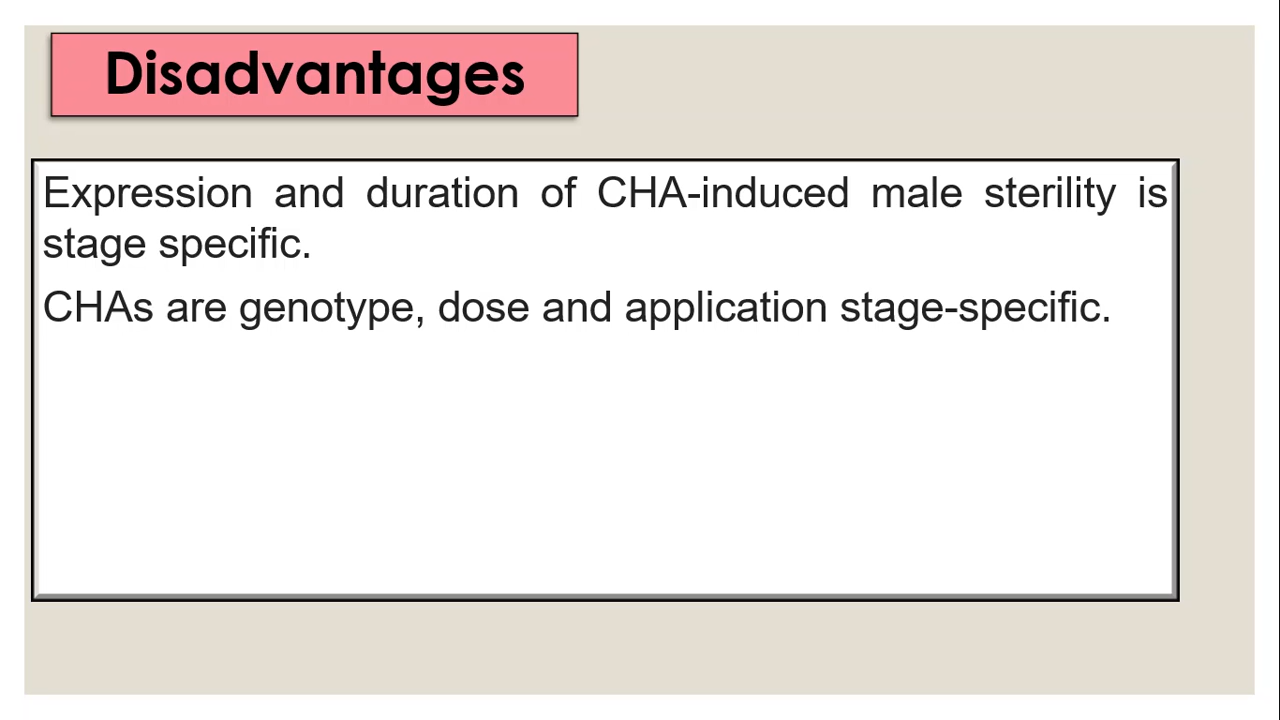 Disadvantages
Expression and duration of CHA-induced male sterility is
stage specific.
CHAs are genotype, dose and application stage-specific.